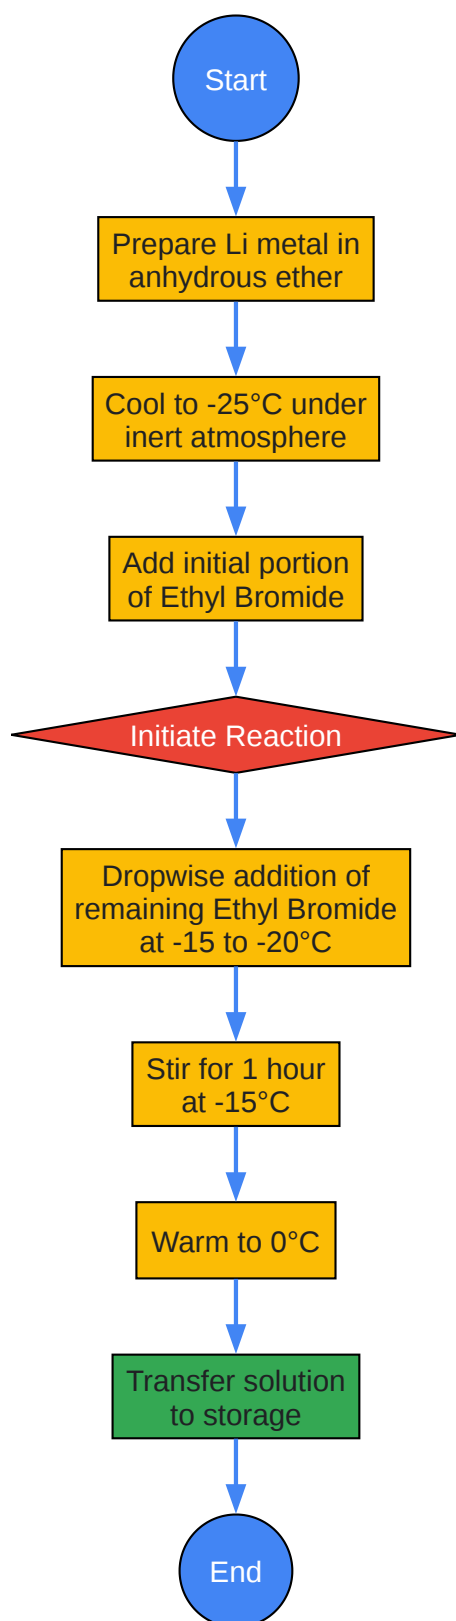 Start
Prepare Li metal in
anhydrous ether
Cool to -25°C under
inert atmosphere
Add initial portion
of Ethyl Bromide
Initiate Reaction
Dropwise addition of
remaining Ethyl Bromide
at -15 to -20°C
Stir for 1 hour
at -15°C
Warm to 0°C
Transfer solution
to storage
End